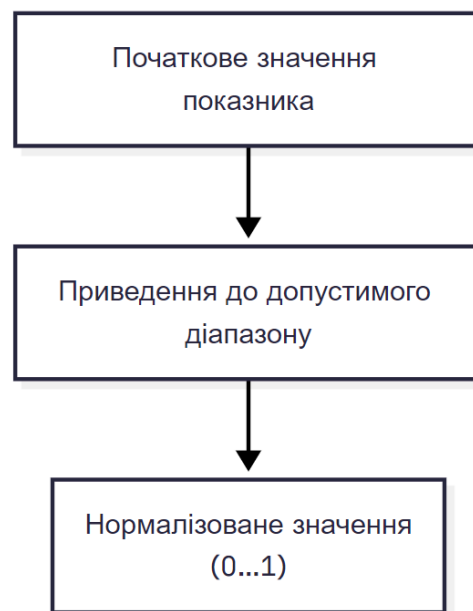 Початкове значення
показника
Приведення до допустимого
діапазону
Нормалізоване значення
(0...1)